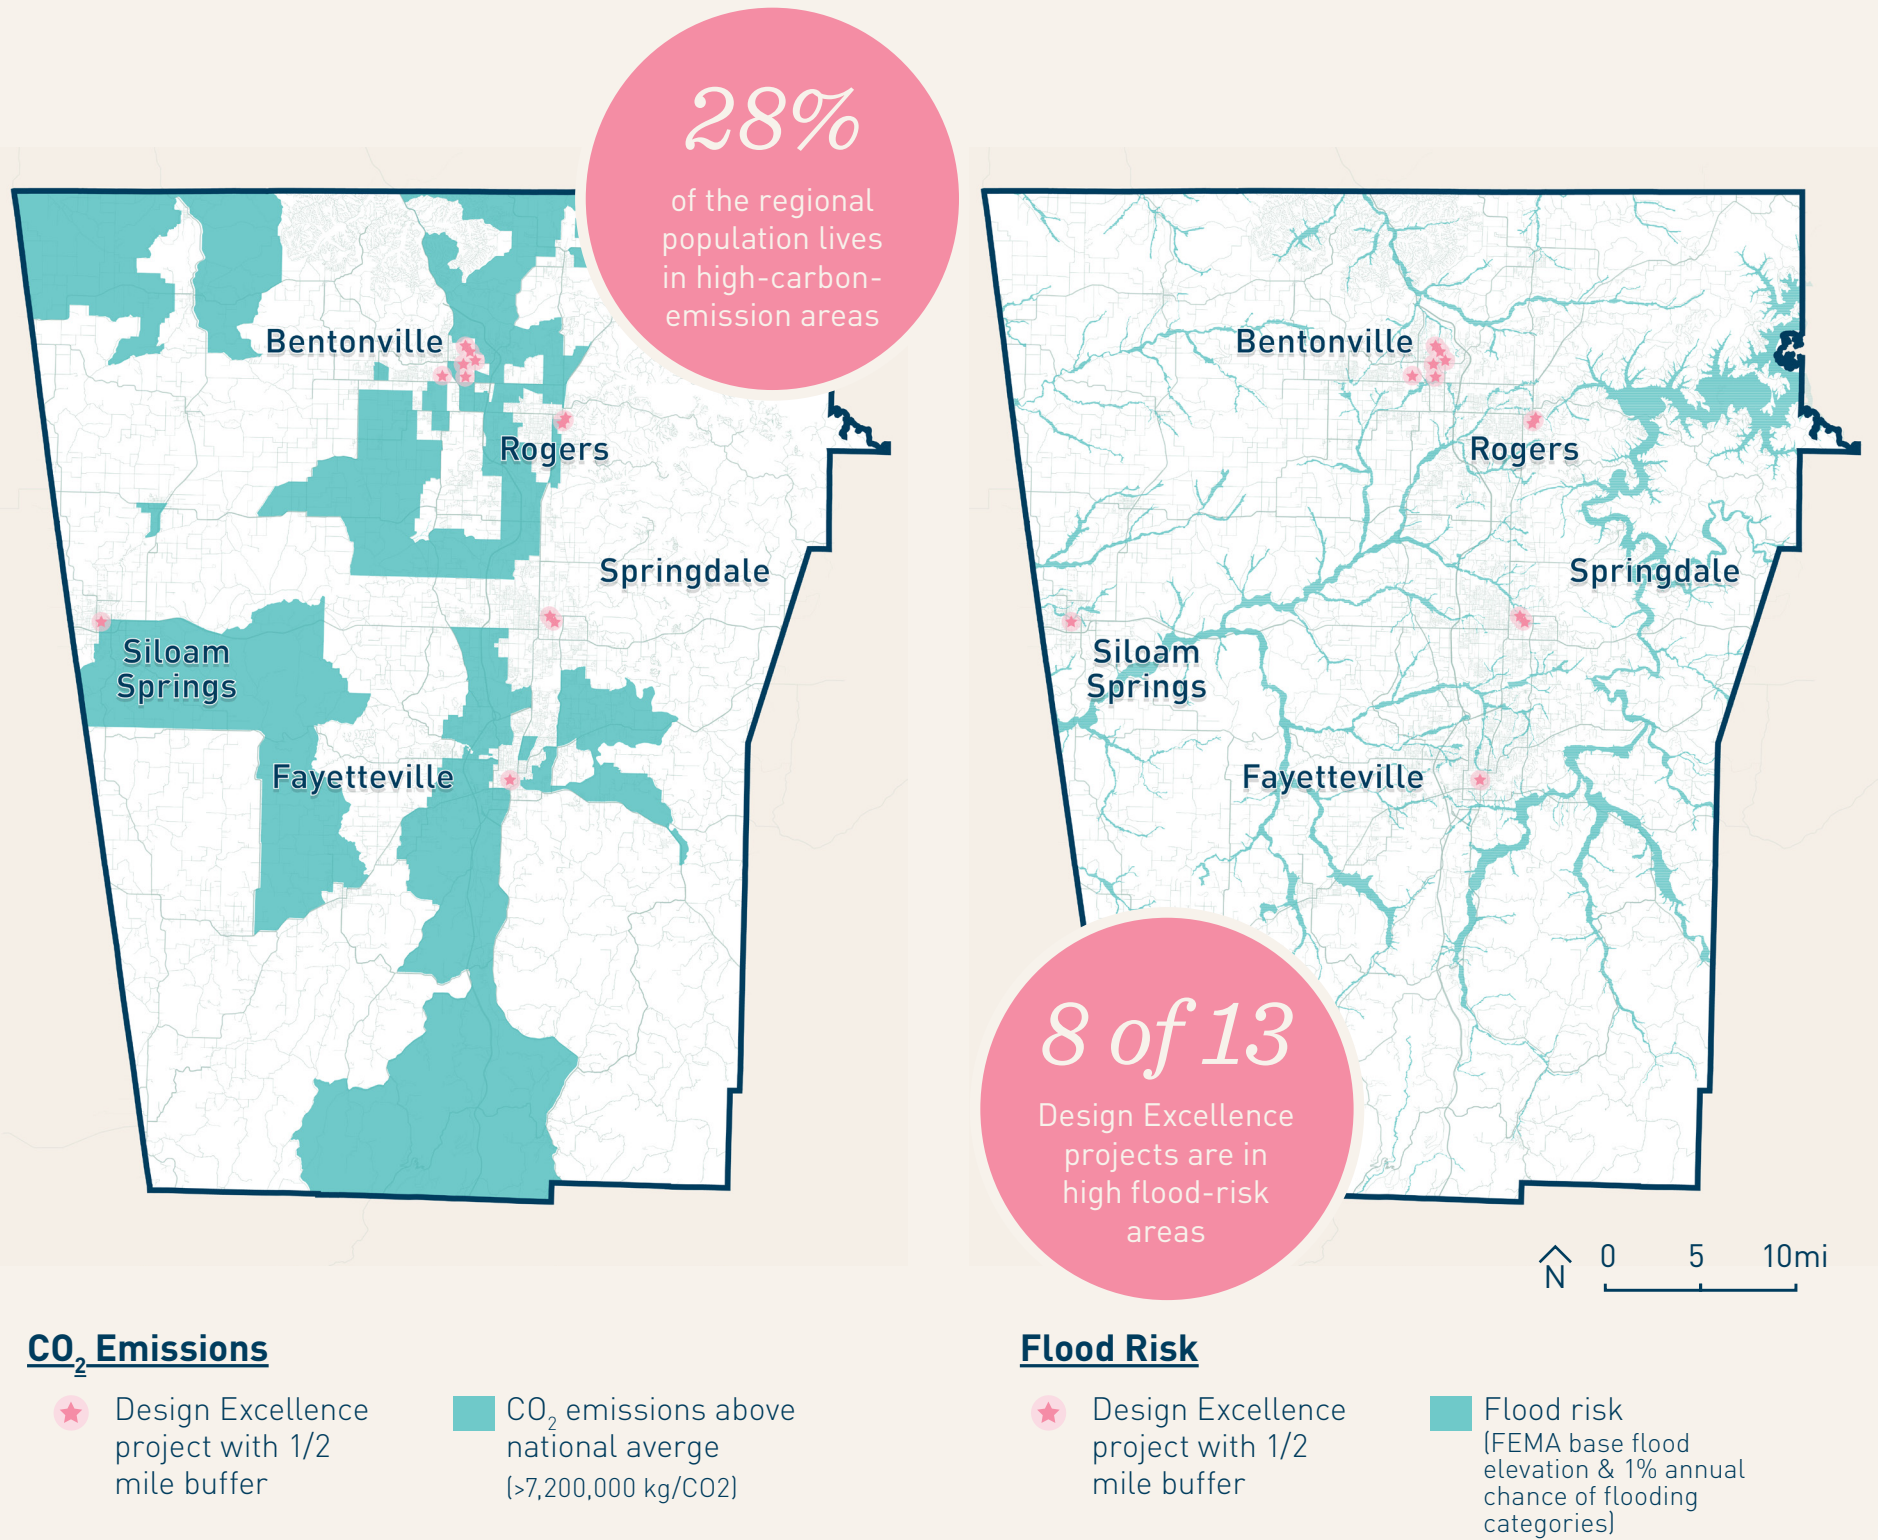 28%
of the regional
population lives
in high-carbon-
emission areas
Bentonville
Rogers
Springdale
Siloam
Springs
Fayetteville
Bentonville
Rogers
Springdale
Siloam
Springs
Fayetteville
8 of 13
Design Excellence
projects are in
high flood-risk
areas
N
0 5 10mi
CO2 Emissions
Design Excellence
project with 1/2
mile buffer
CO2 emissions above
national averge
(>7,200,000 kg/CO2)
Flood Risk
Design Excellence
project with 1/2
mile buffer
Flood risk
(FEMA base flood
elevation & 1% annual
chance of flooding
categories)